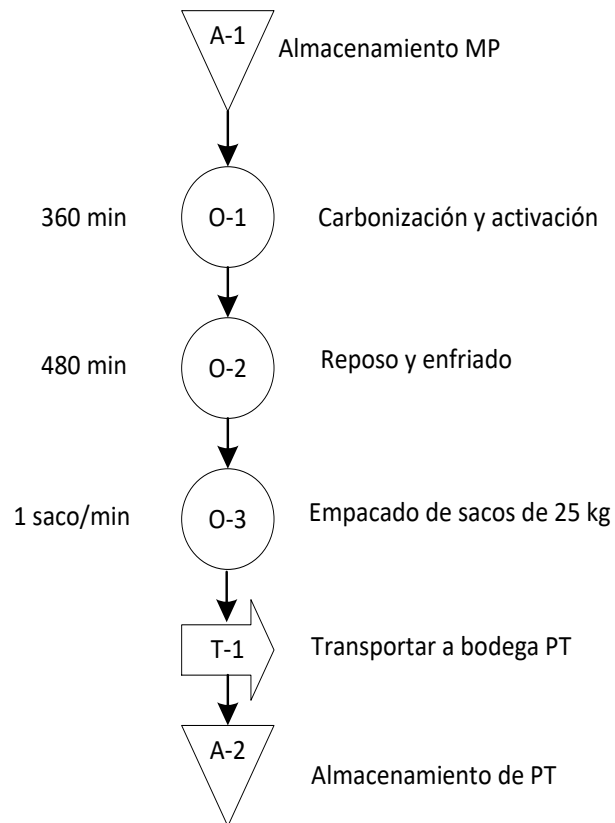 A-1
Almacenamiento MP
360 min
O-1
Carbonización y activación
480 min
O-2
Reposo y enfriado
1 saco/min
O-3
Empacado de sacos de 25 kg
T-1
Transportar a bodega PT
A-2
Almacenamiento de PT